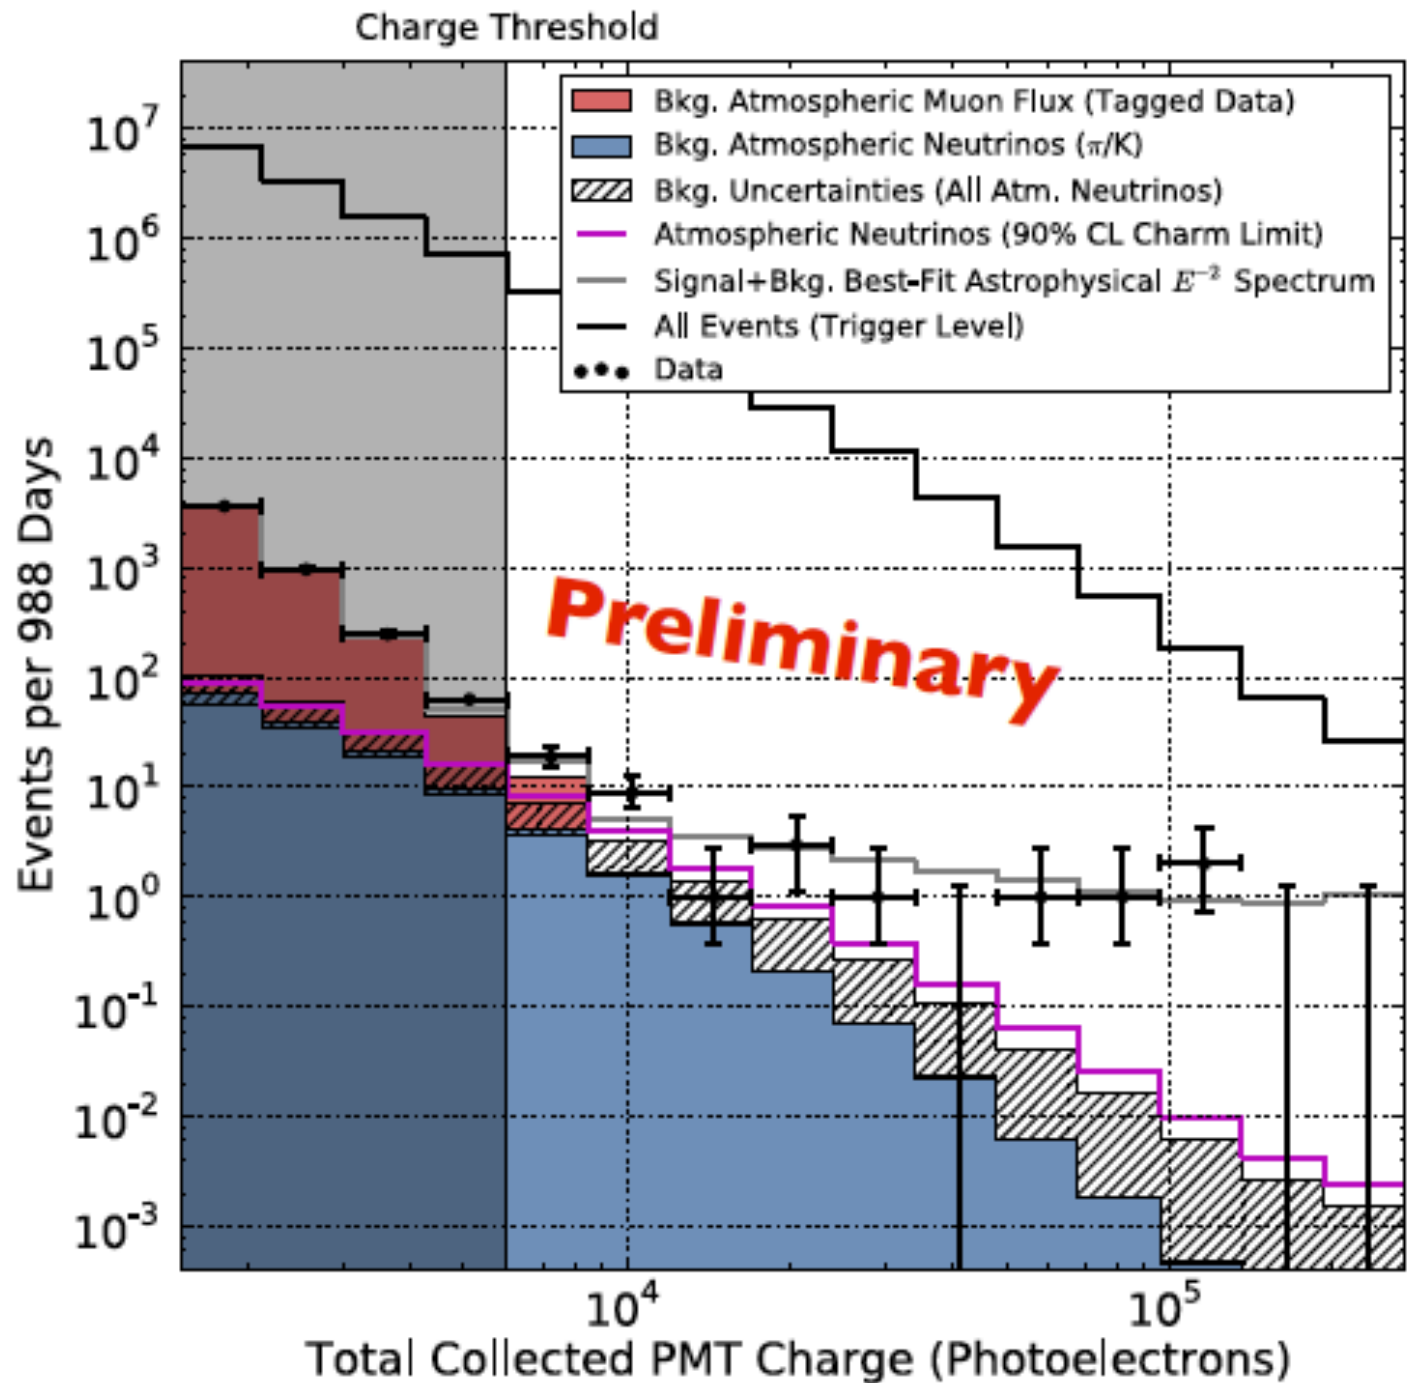 Charge Threshold
Bkg. Atmospheric Muon Flux (Tagged Data)
Bkg. Atmospheric Neutrinos (π/K)
Bkg. Uncertainties (All Atm. Neutrinos)
Atmospheric Neutrinos (90% CL Charm Limit)
Signal+Bkg. Best-Fit Astrophysical E⁻² Spectrum
All Events (Trigger Level)
Data
Events per 988 Days
10⁷
10⁶
10⁵
10⁴
10³
10²
10¹
10⁰
10⁻¹
10⁻²
10⁻³
Preliminary
10⁴ 10⁵
Total Collected PMT Charge (Photoelectrons)